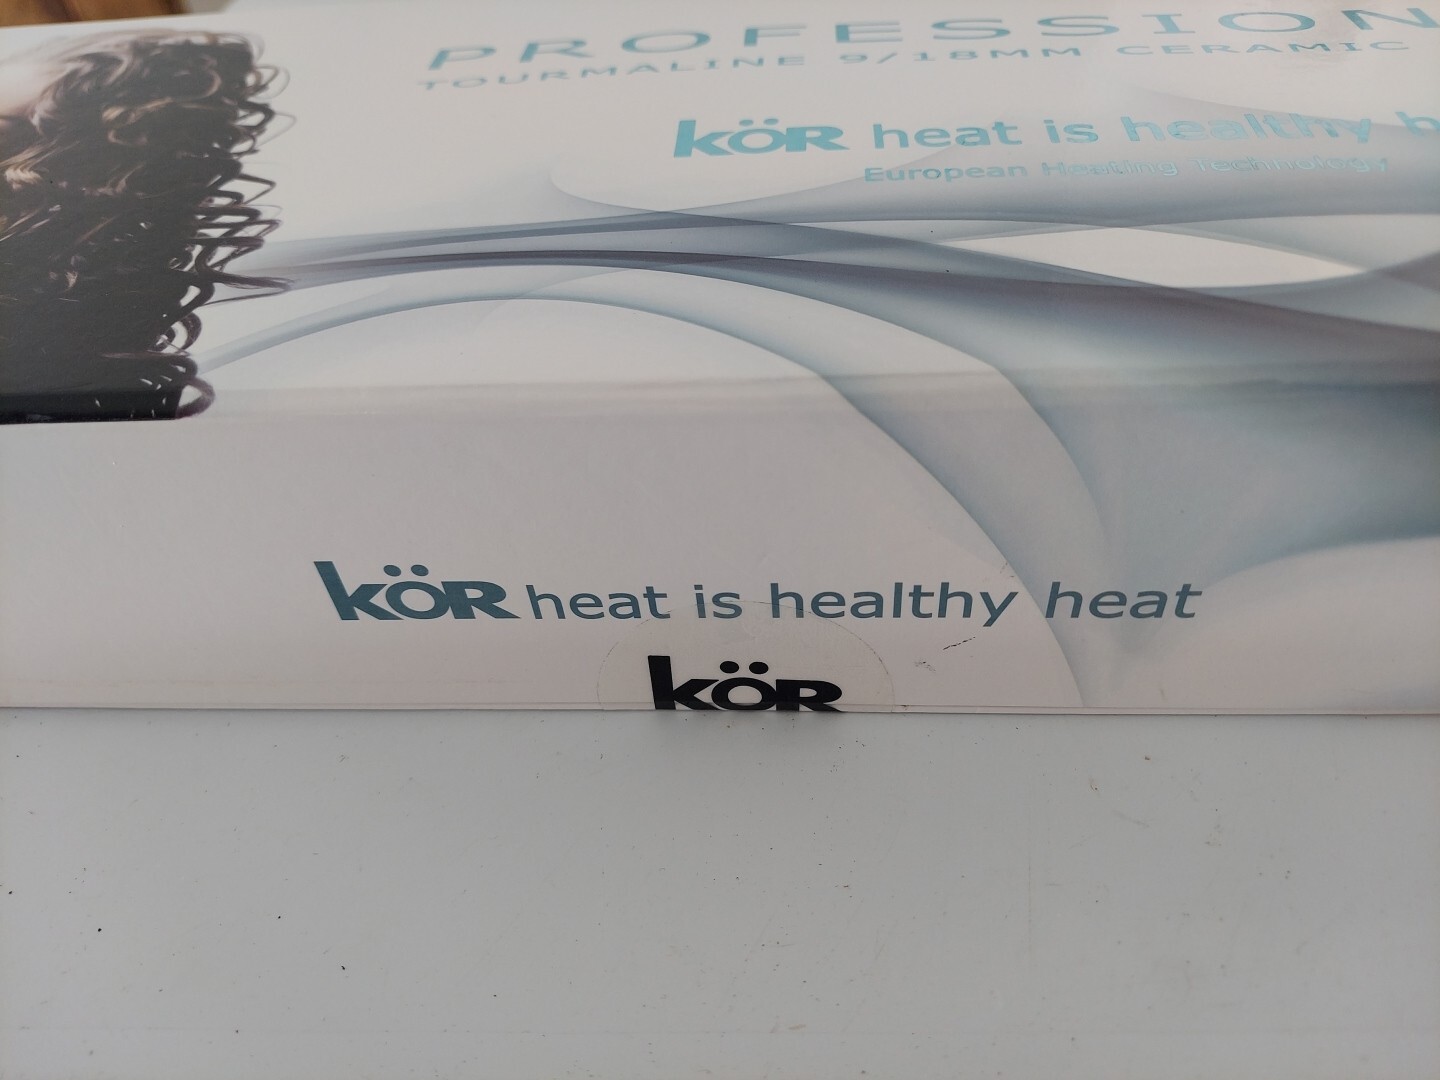 PROFESSION
TOURMALINE 9/18MM CERAMIC
köR heat is healthy h
European Heating Technology
köR heat is healthy heat
köR